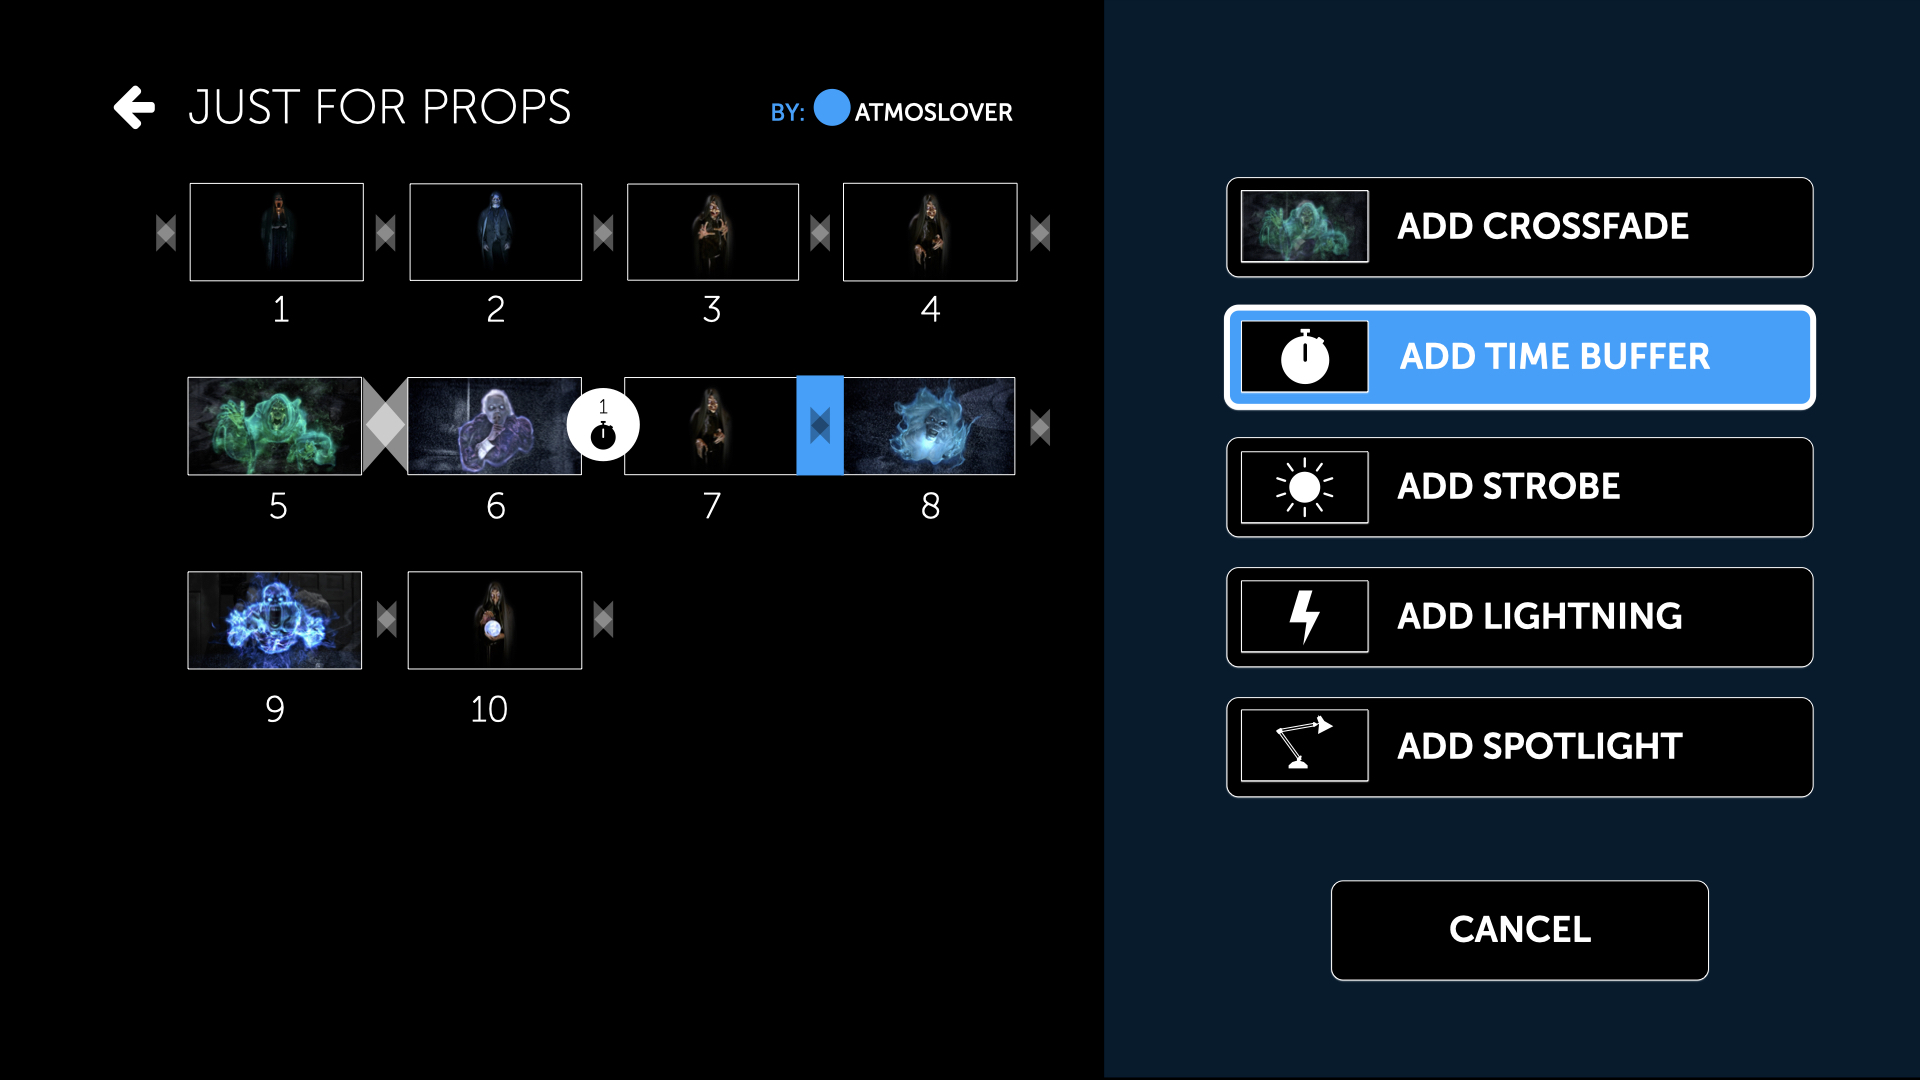 JUST FOR PROPS
BY: ATMOSLOVER
1 2 3 4
1
5 6 7 8
9 10
ADD CROSSFADE
ADD TIME BUFFER
ADD STROBE
ADD LIGHTNING
ADD SPOTLIGHT
CANCEL